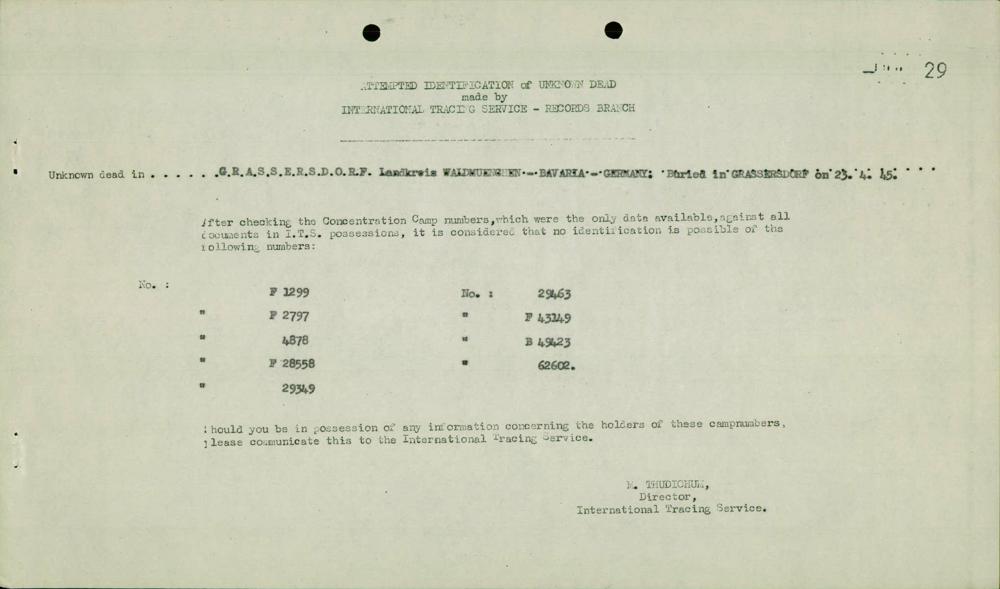 29
ATTEMPTED IDENTIFICATION of UNKNOWN DEAD
made by
INTERNATIONAL TRACING SERVICE - RECORDS BRANCH
Unknown dead in . . . . . . .G.R.A.S.S.E.R.S.D.O.R.F. Landkreis WALDMUENCHEN - BAVARIA - GERMANY; Buried in GRASSERSDORF on 23. 4. 45.
After checking the Concentration Camp numbers,which were the only data available,against all
documents in I.T.S. possessions, it is considered that no identification is possible of the
following numbers:
No. : F 1299 No. : 29463
" F 2797 " F 43149
" 4878 " B 49423
" F 28558 " 62602.
" 29349
Should you be in possession of any information concerning the holders of these campnumbers,
please communicate this to the International Tracing Service.
M. THUDICHUM,
Director,
International Tracing Service.